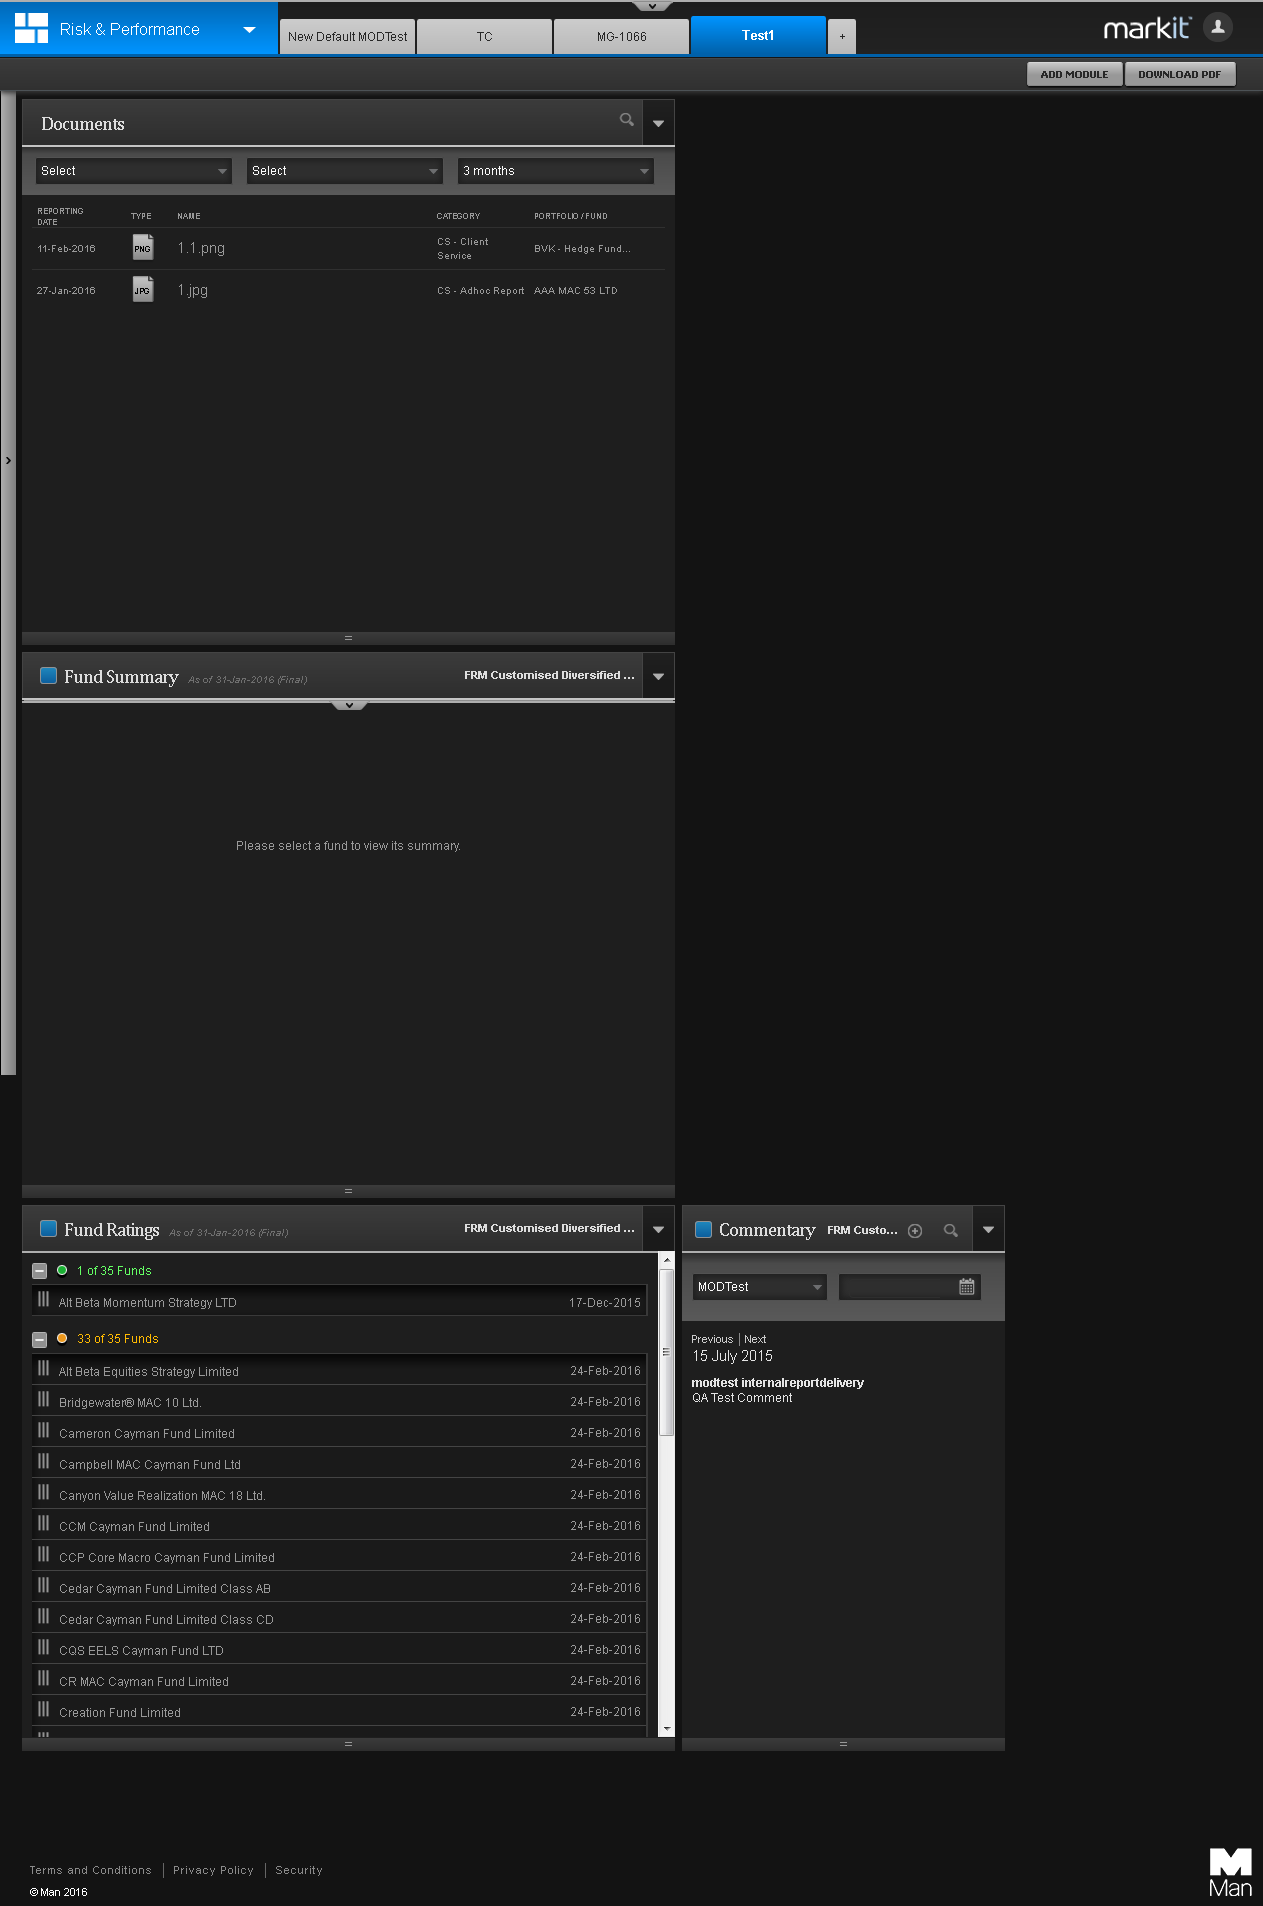 Risk & Performance
New Default MODTest
TC
MG-1066
Test1
+
markit
ADD MODULE
DOWNLOAD PDF
Documents
Select
Select
3 months
REPORTING DATE
TYPE
NAME
CATEGORY
PORTFOLIO / FUND
11-Feb-2016
PNG
1.1.png
CS - Client Service
BVK - Hedge Fund...
27-Jan-2016
JPG
1.jpg
CS - Adhoc Report
AAA MAC 53 LTD
Fund Summary
As of 31-Jan-2016 (Final)
FRM Customised Diversified ...
Please select a fund to view its summary.
Fund Ratings
As of 31-Jan-2016 (Final)
FRM Customised Diversified ...
1 of 35 Funds
Alt Beta Momentum Strategy LTD 17-Dec-2015
33 of 35 Funds
Alt Beta Equities Strategy Limited 24-Feb-2016
Bridgewater® MAC 10 Ltd. 24-Feb-2016
Cameron Cayman Fund Limited 24-Feb-2016
Campbell MAC Cayman Fund Ltd 24-Feb-2016
Canyon Value Realization MAC 18 Ltd. 24-Feb-2016
CCM Cayman Fund Limited 24-Feb-2016
CCP Core Macro Cayman Fund Limited 24-Feb-2016
Cedar Cayman Fund Limited Class AB 24-Feb-2016
Cedar Cayman Fund Limited Class CD 24-Feb-2016
CQS EELS Cayman Fund LTD 24-Feb-2016
CR MAC Cayman Fund Limited 24-Feb-2016
Creation Fund Limited 24-Feb-2016
Commentary
FRM Custo...
MODTest
Previous | Next
15 July 2015
modtest internalreportdelivery
QA Test Comment
Terms and Conditions | Privacy Policy | Security
© Man 2016
Man